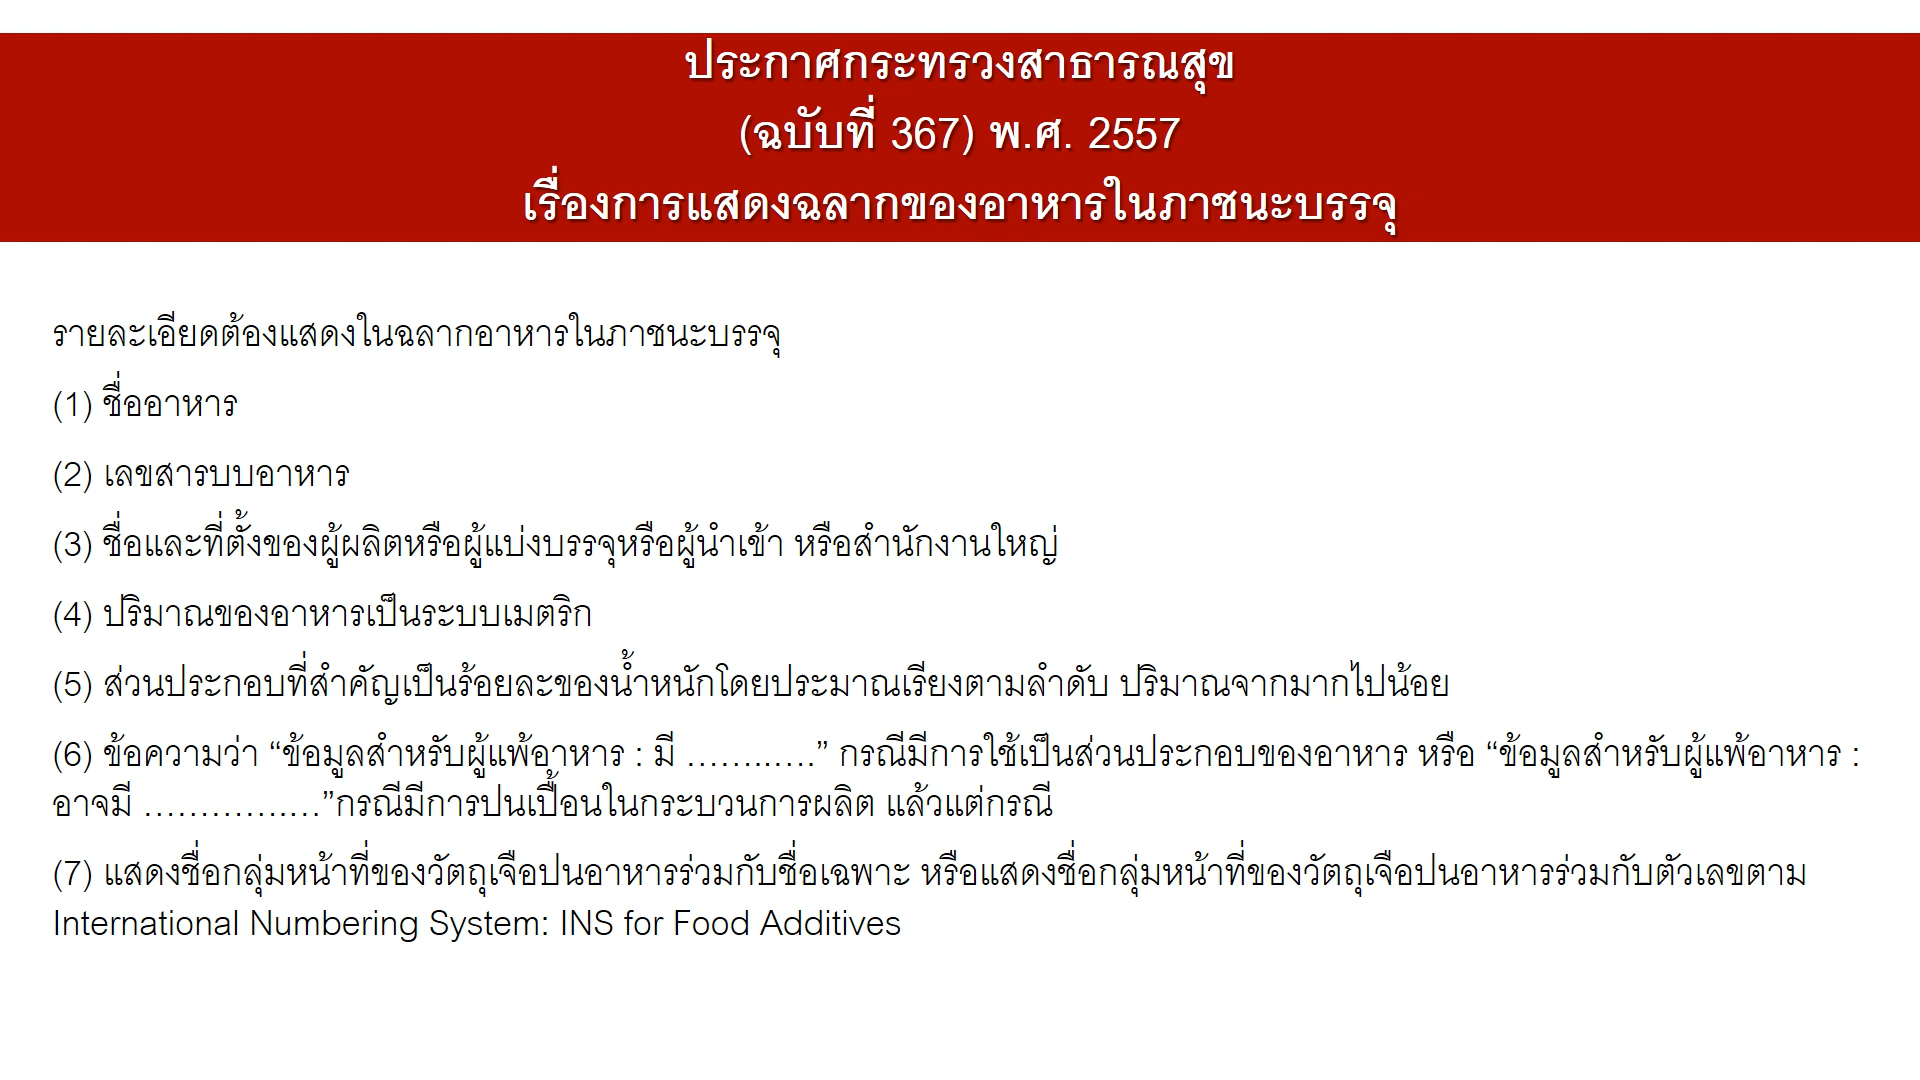 ประกาศกระทรวงสาธารณสุข
(ฉบับที่ 367) พ.ศ. 2557
เรื่องการแสดงฉลากของอาหารในภาชนะบรรจุ
รายละเอียดต้องแสดงในฉลากอาหารในภาชนะบรรจุ
(1) ชื่ออาหาร
(2) เลขสารบบอาหาร
(3) ชื่อและที่ตั้งของผู้ผลิตหรือผู้แบ่งบรรจุหรือผู้นำเข้า หรือสำนักงานใหญ่
(4) ปริมาณของอาหารเป็นระบบเมตริก
(5) ส่วนประกอบที่สำคัญเป็นร้อยละของน้ำหนักโดยประมาณเรียงตามลำดับ ปริมาณจากมากไปน้อย
(6) ข้อความว่า “ข้อมูลสำหรับผู้แพ้อาหาร : มี ……..….” กรณีมีการใช้เป็นส่วนประกอบของอาหาร หรือ “ข้อมูลสำหรับผู้แพ้อาหาร :
อาจมี …………..…”กรณีมีการปนเปื้อนในกระบวนการผลิต แล้วแต่กรณี
(7) แสดงชื่อกลุ่มหน้าที่ของวัตถุเจือปนอาหารร่วมกับชื่อเฉพาะ หรือแสดงชื่อกลุ่มหน้าที่ของวัตถุเจือปนอาหารร่วมกับตัวเลขตาม
International Numbering System: INS for Food Additives